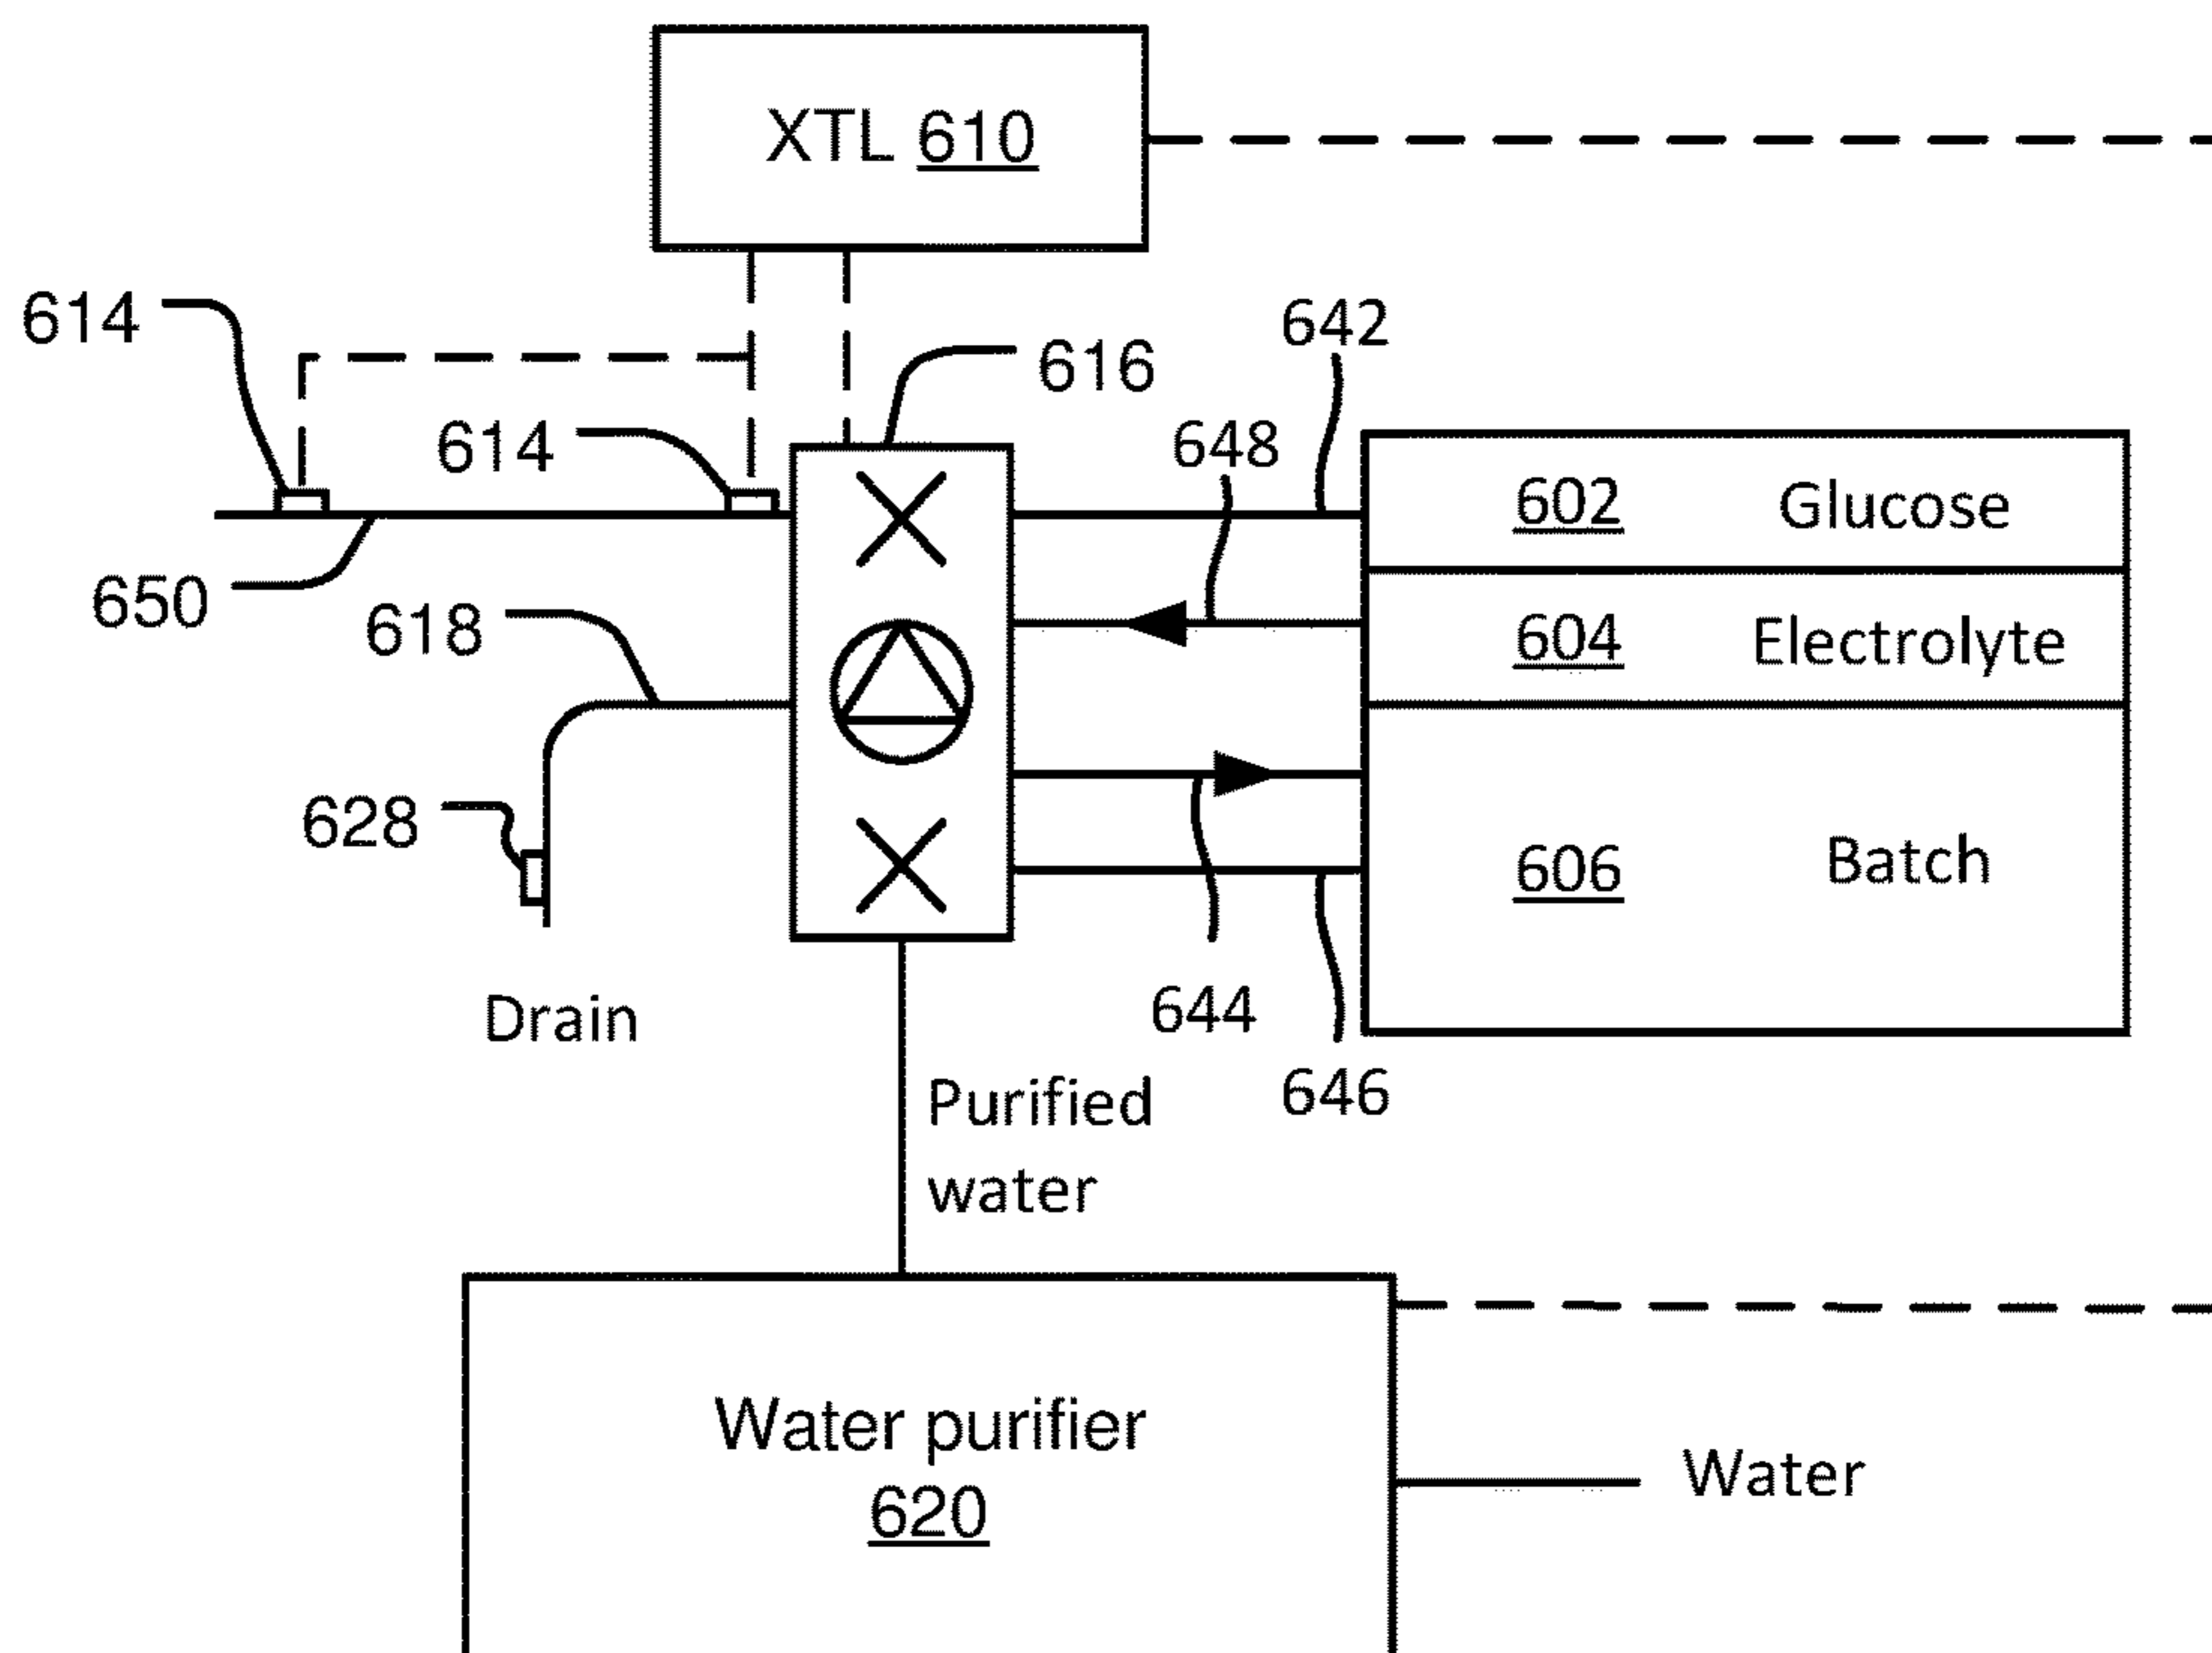 XTL 610
614
642
616
614
648
602 Glucose
650
618
604 Electrolyte
628
606 Batch
Drain
644
646
Purified
water
Water purifier
620
Water